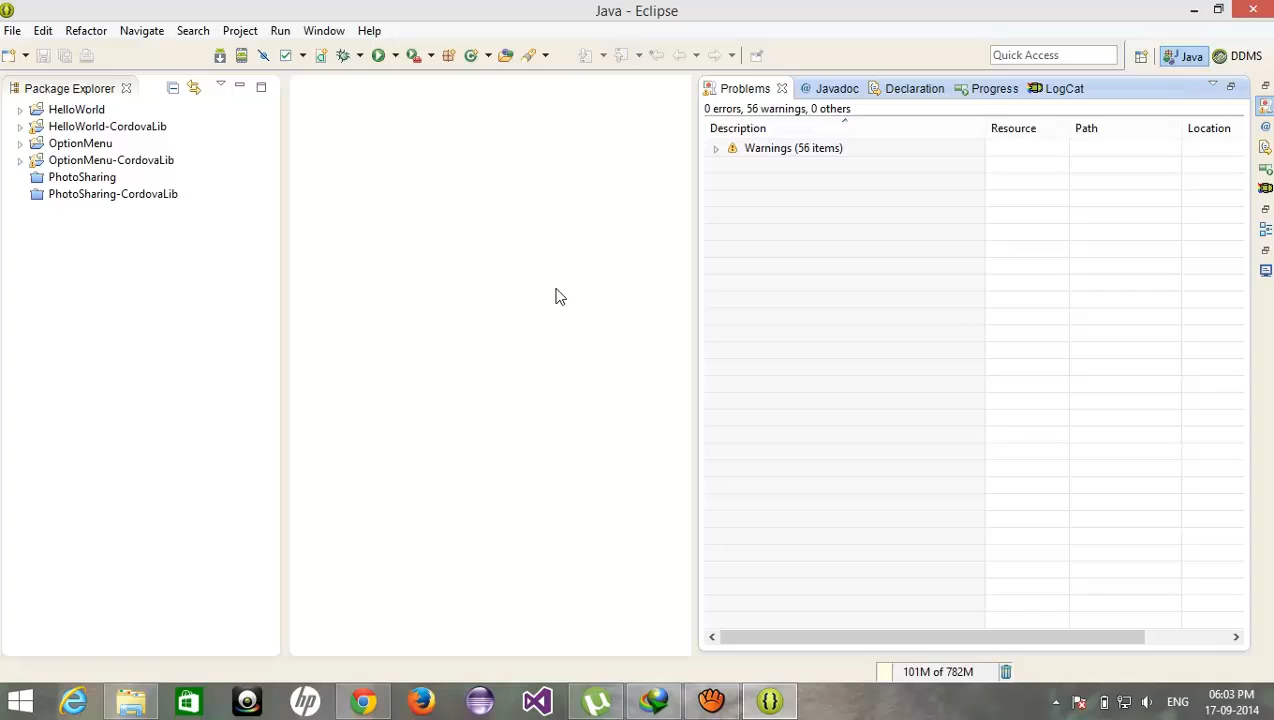 Java - Eclipse
File Edit Refactor Navigate Search Project Run Window Help
Quick Access
Java
DDMS
Package Explorer
HelloWorld
HelloWorld-CordovaLib
OptionMenu
OptionMenu-CordovaLib
PhotoSharing
PhotoSharing-CordovaLib
Problems @ Javadoc Declaration Progress LogCat
0 errors, 56 warnings, 0 others
Description Resource Path Location
Warnings (56 items)
101M of 782M
hp
ENG
06:03 PM
17-09-2014